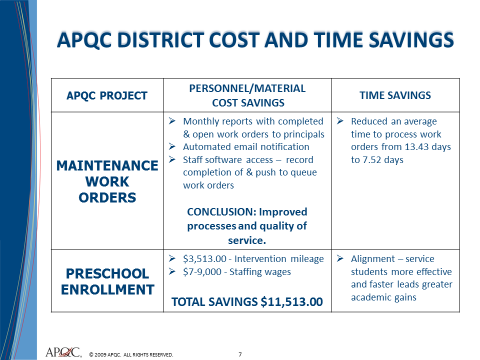 APQC DISTRICT COST AND TIME SAVINGS
APQC PROJECT
PERSONNEL/MATERIAL
COST SAVINGS
TIME SAVINGS
MAINTENANCE
WORK
ORDERS
➢ Monthly reports with completed
& open work orders to principals
➢ Automated email notification
➢ Staff software access – record
completion of & push to queue
work orders
CONCLUSION: Improved
processes and quality of
service.
➢ Reduced an average
time to process work
orders from 13.43 days
to 7.52 days
PRESCHOOL
ENROLLMENT
➢ $3,513.00 - Intervention mileage
➢ $7-9,000 - Staffing wages
TOTAL SAVINGS $11,513.00
➢ Alignment – service
students more effective
and faster leads greater
academic gains
APQC
© 2009 APQC. ALL RIGHTS RESERVED.
7